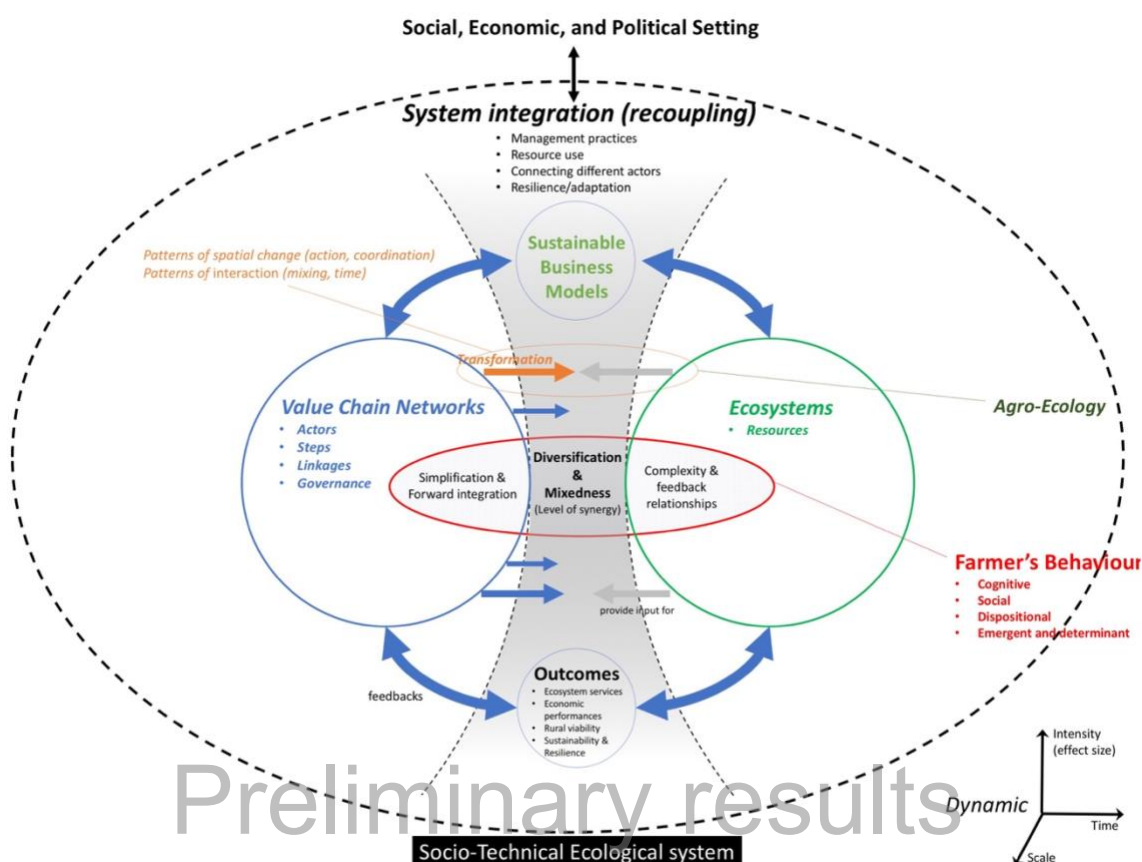 Social, Economic, and Political Setting
System integration (recoupling)
• Management practices
• Resource use
• Connecting different actors
• Resilience/adaptation
Patterns of spatial change (action, coordination)
Patterns of interaction (mixing, time)
Sustainable
Business
Models
Transformation
Value Chain Networks
• Actors
• Steps
• Linkages
• Governance
Ecosystems
• Resources
Agro-Ecology
Simplification &
Forward integration
Diversification
&
Mixedness
(Level of synergy)
Complexity &
feedback
relationships
Farmer's Behaviour
• Cognitive
• Social
• Dispositional
• Emergent and determinant
provide input for
feedbacks
Outcomes
• Ecosystem services
• Economic
performances
• Rural viability
• Sustainability &
Resilience
Intensity
(effect size)
Dynamic
Time
Scale
Preliminary results
Socio-Technical Ecological system